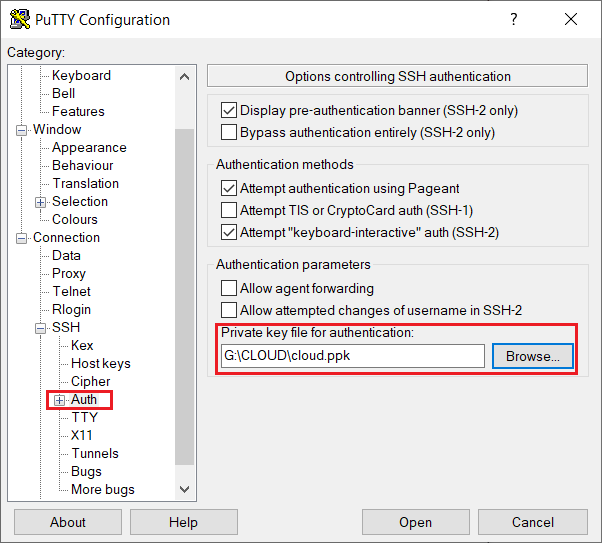 PuTTY Configuration
?
Category:
Keyboard
Bell
Features
Window
Appearance
Behaviour
Translation
Selection
Colours
Connection
Data
Proxy
Telnet
Rlogin
SSH
Kex
Host keys
Cipher
Auth
TTY
X11
Tunnels
Bugs
More bugs
Options controlling SSH authentication
Display pre-authentication banner (SSH-2 only)
Bypass authentication entirely (SSH-2 only)
Authentication methods
Attempt authentication using Pageant
Attempt TIS or CryptoCard auth (SSH-1)
Attempt "keyboard-interactive" auth (SSH-2)
Authentication parameters
Allow agent forwarding
Allow attempted changes of username in SSH-2
Private key file for authentication:
G:\CLOUD\cloud.ppk
Browse...
About
Help
Open
Cancel